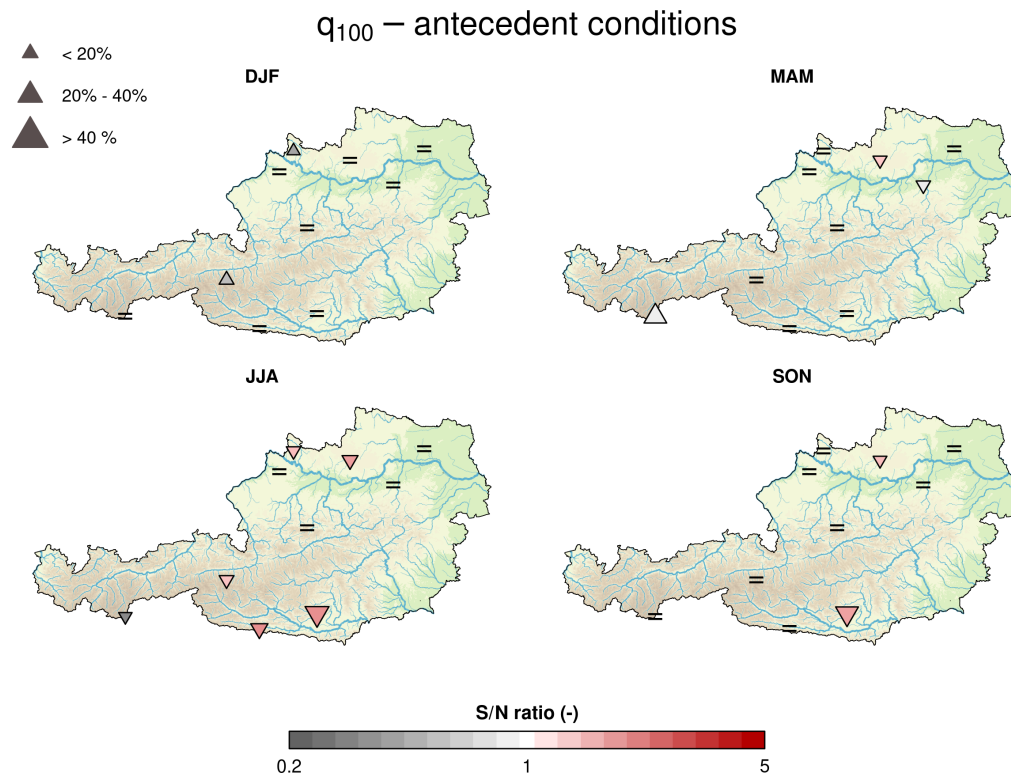 q₁₀₀ – antecedent conditions
< 20%
20% - 40%
> 40 %
DJF
MAM
JJA
SON
S/N ratio (-)
0.2 1 5